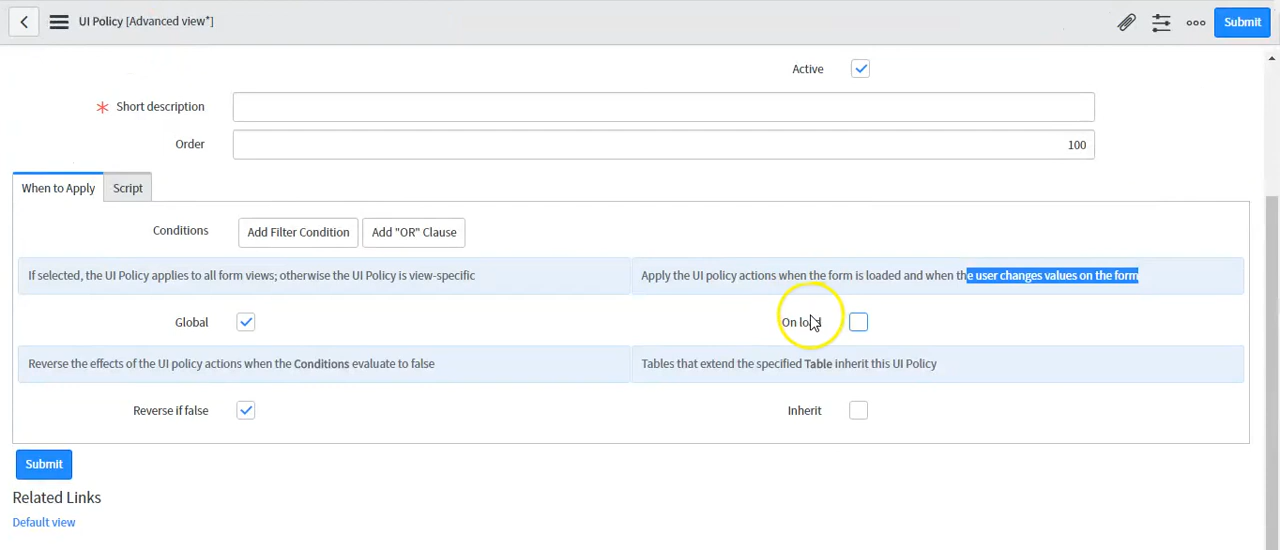 UI Policy [Advanced view*]
Submit
Active
Short description
Order
100
When to Apply
Script
Conditions
Add Filter Condition
Add "OR" Clause
If selected, the UI Policy applies to all form views; otherwise the UI Policy is view-specific
Apply the UI policy actions when the form is loaded and when the user changes values on the form
Global
On load
Reverse the effects of the UI policy actions when the Conditions evaluate to false
Tables that extend the specified Table inherit this UI Policy
Reverse if false
Inherit
Submit
Related Links
Default view